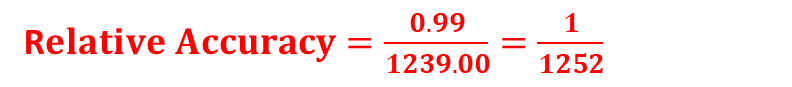 Relative Accuracy = 0.99/1239.00 = 1/1252